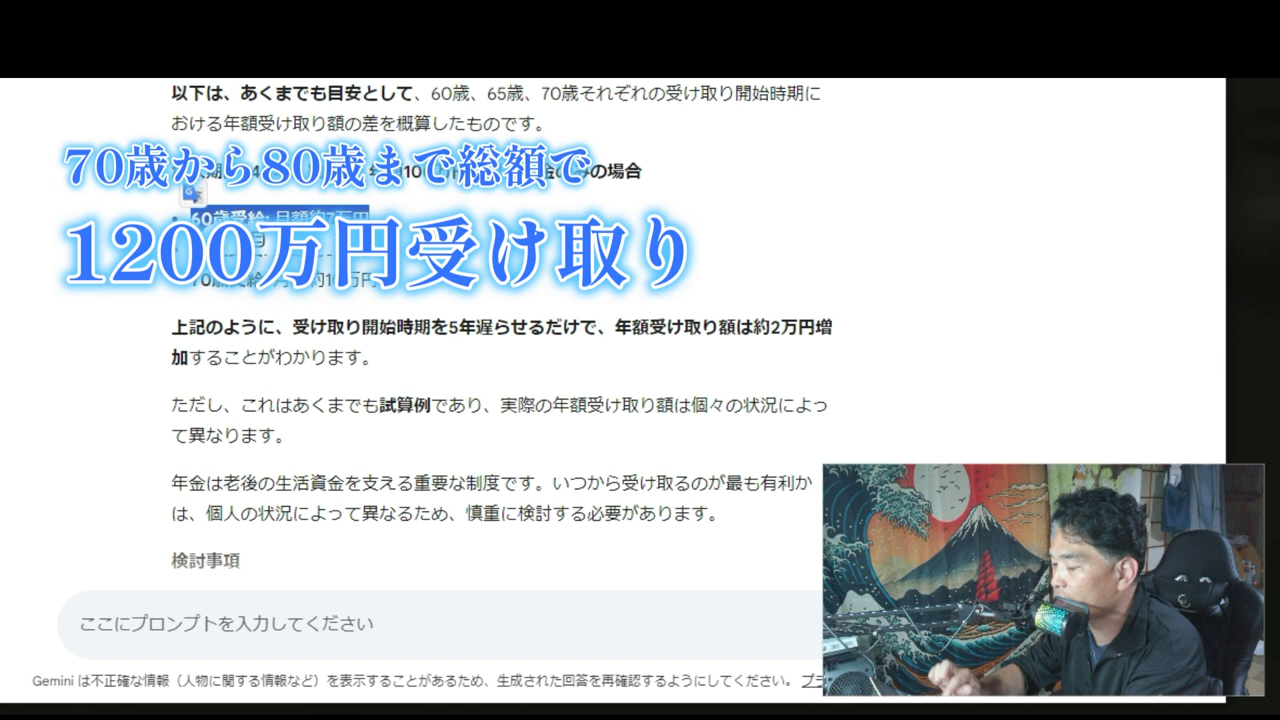 以下は、あくまでも目安として、60歳、65歳、70歳それぞれの受け取り開始時期に
おける年額受け取り額の差を概算したものです。
70歳から80歳まで総額で
の場合
60歳受給: 月額約7万円
1200万円受け取り
上記のように、受け取り開始時期を5年遅らせるだけで、年額受け取り額は約2万円増
加することがわかります。
ただし、これはあくまでも試算例であり、実際の年額受け取り額は個々の状況によっ
て異なります。
年金は老後の生活資金を支える重要な制度です。いつから受け取るのが最も有利か
は、個人の状況によって異なるため、慎重に検討する必要があります。
検討事項
ここにプロンプトを入力してください
Gemini は不正確な情報（人物に関する情報など）を表示することがあるため、生成された回答を再確認するようにしてください。 プラ